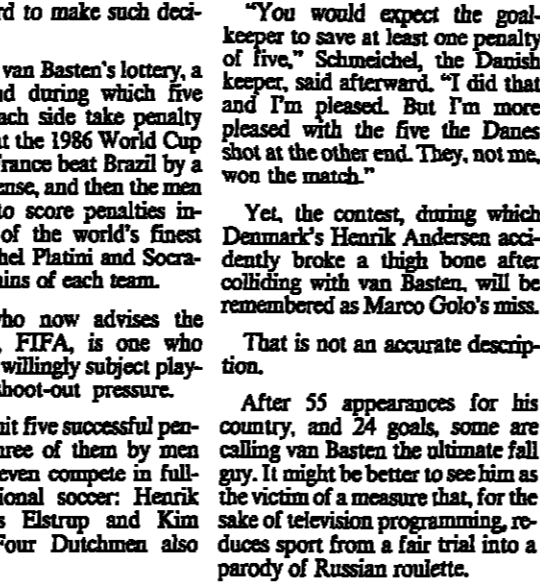 rd to make such deci-
van Basten's lottery, a
d during which five
ach side take penalty
at the 1986 World Cup
rance beat Brazil by a
ense, and then the men
to score penalties in-
of the world's finest
hel Platini and Socra-
ins of each team.
ho now advises the
, FIFA, is one who
willingly subject play-
hoot-out pressure.
nit five successful pen-
hree of them by men
even compete in full-
ional soccer: Henrik
s Elstrup and Kim
Four Dutchmen also
"You would expect the goal-
keeper to save at least one penalty
of five," Schmeichel, the Danish
keeper, said afterward. "I did that
and I'm pleased. But I'm more
pleased with the five the Danes
shot at the other end. They, not me,
won the match."
Yet, the contest, during which
Denmark's Henrik Andersen acci-
dently broke a thigh bone after
colliding with van Basten, will be
remembered as Marco Golo's miss.
That is not an accurate descrip-
tion.
After 55 appearances for his
country, and 24 goals, some are
calling van Basten the ultimate fall
guy. It might be better to see him as
the victim of a measure that, for the
sake of television programming, re-
duces sport from a fair trial into a
parody of Russian roulette.